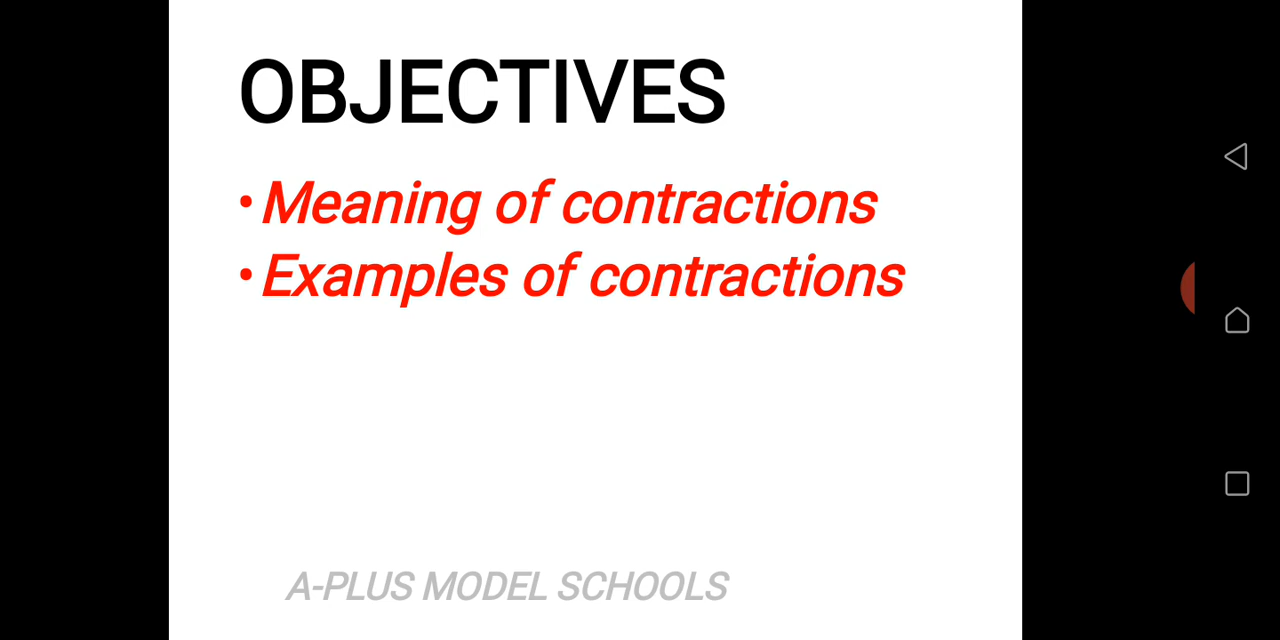 OBJECTIVES
• Meaning of contractions
• Examples of contractions
A-PLUS MODEL SCHOOLS